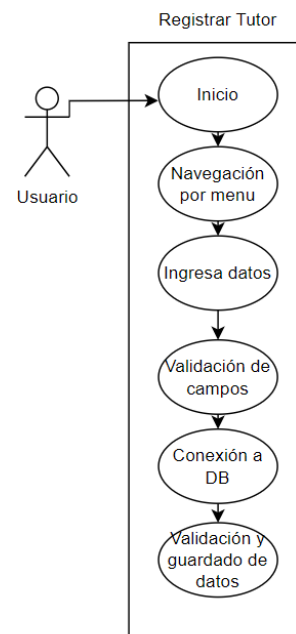 Registrar Tutor
Inicio
Usuario
Navegación
por menu
Ingresa datos
Validación de
campos
Conexión a
DB
Validación y
guardado de
datos